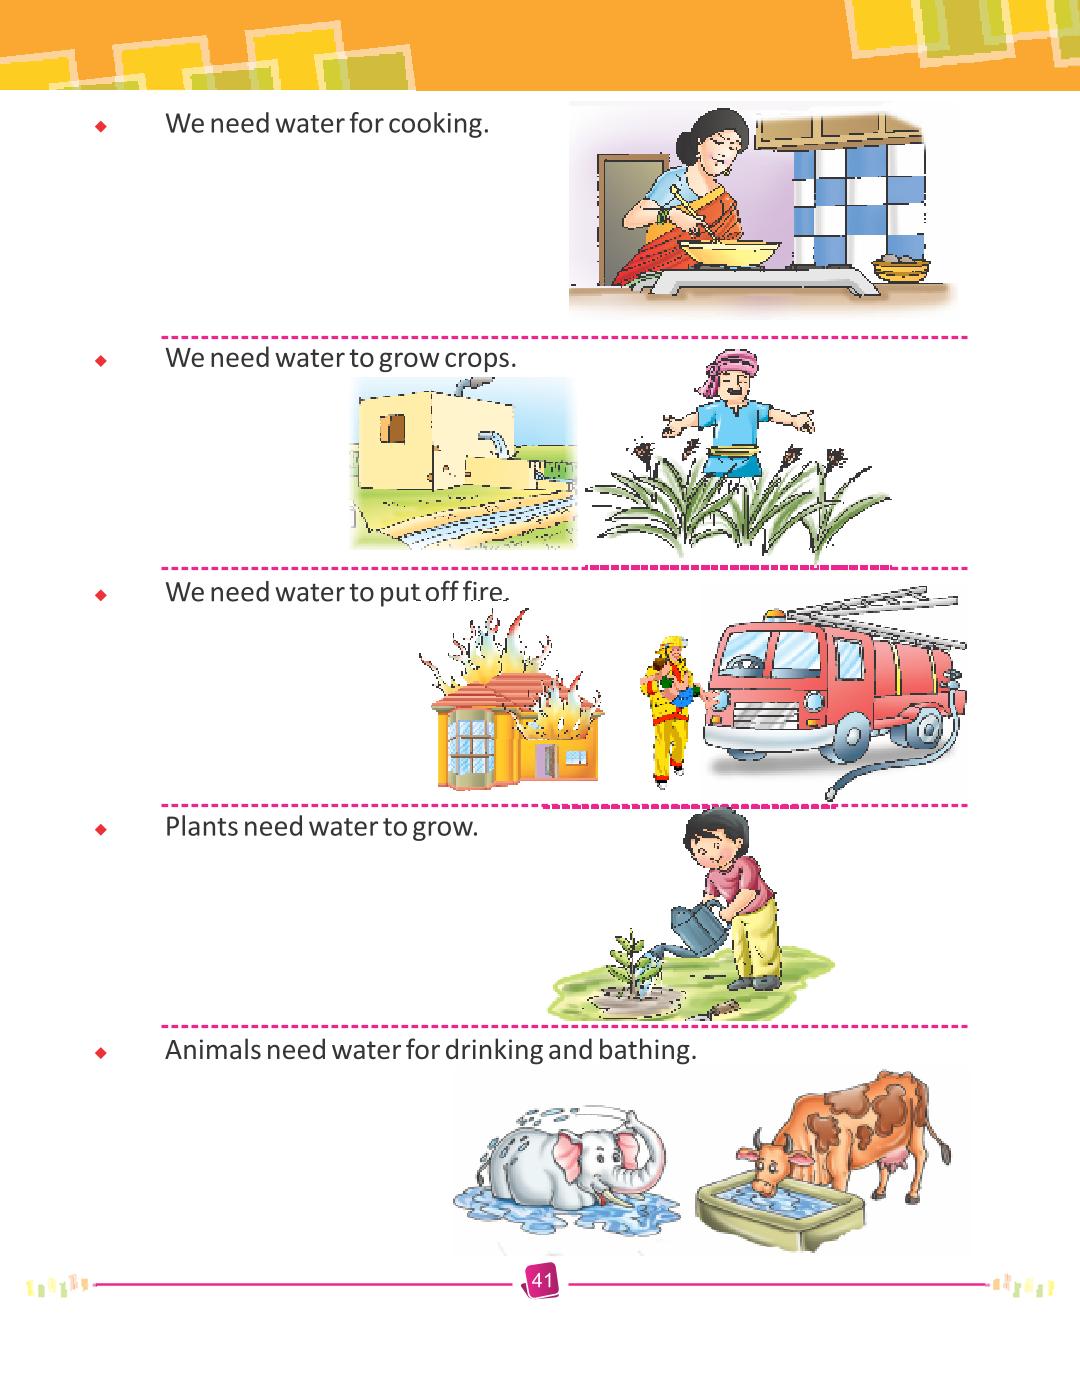 We need water for cooking.
We need water to grow crops.
We need water to put off fire.
Plants need water to grow.
Animals need water for drinking and bathing.
41